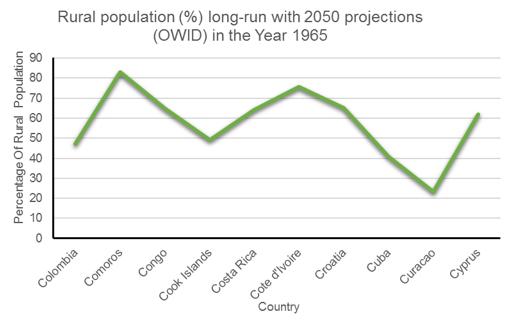 Rural population (%) long-run with 2050 projections
(OWID) in the Year 1965
Percentage Of Rural Population
90
80
70
60
50
40
30
20
10
0
Colombia
Comoros
Congo
Cook Islands
Costa Rica
Cote d'Ivoire
Croatia
Cuba
Curacao
Cyprus
Country